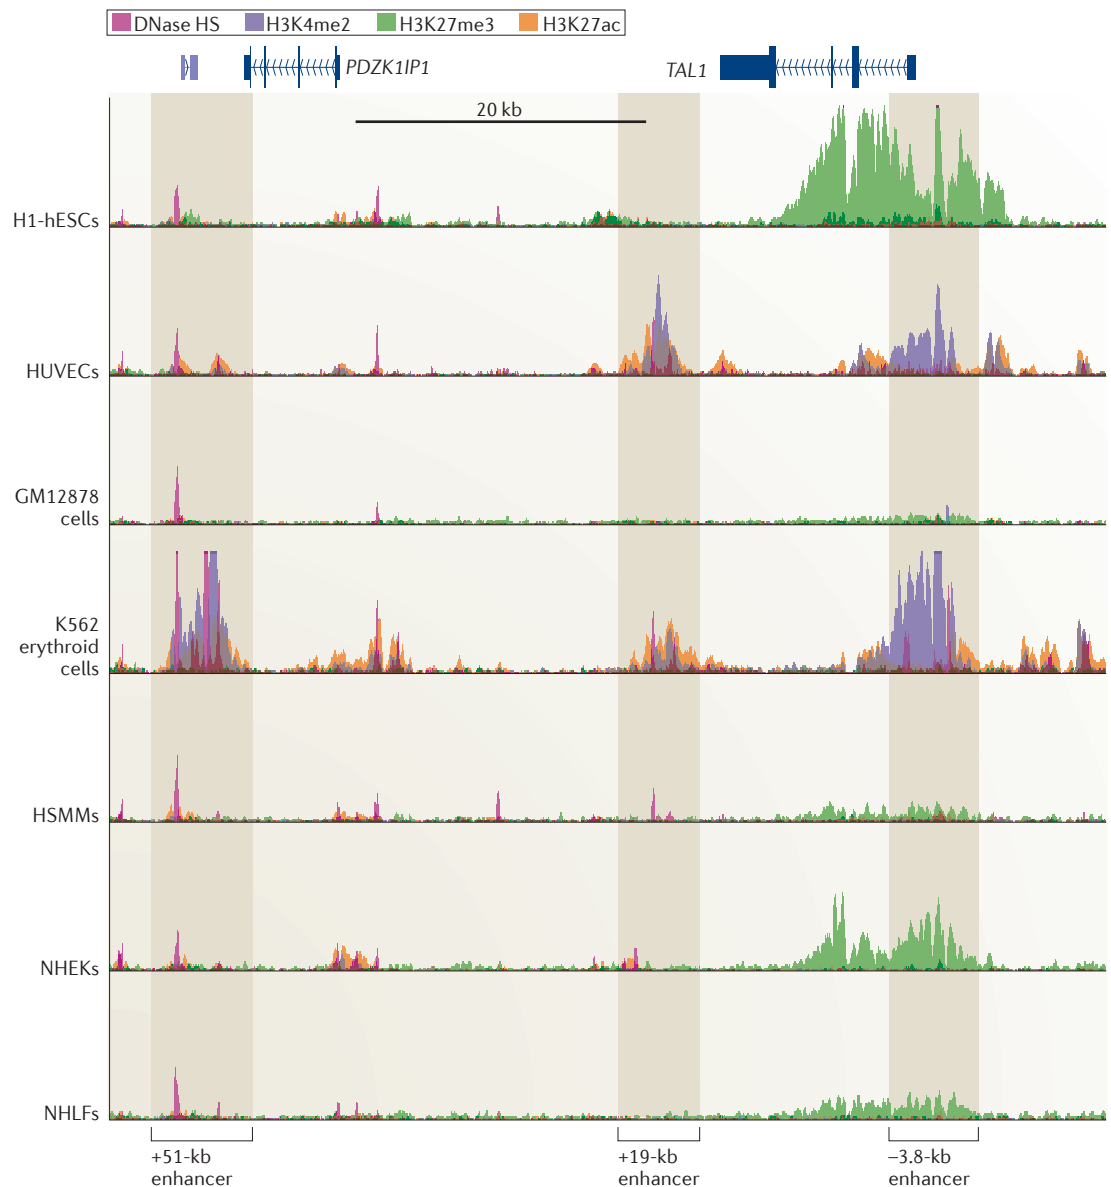 DNase HS H3K4me2 H3K27me3 H3K27ac
PDZK1IP1
TAL1
20 kb
H1-hESCs
HUVECs
GM12878
cells
K562
erythroid
cells
HSMMs
NHEKs
NHLFs
+51-kb
enhancer
+19-kb
enhancer
–3.8-kb
enhancer